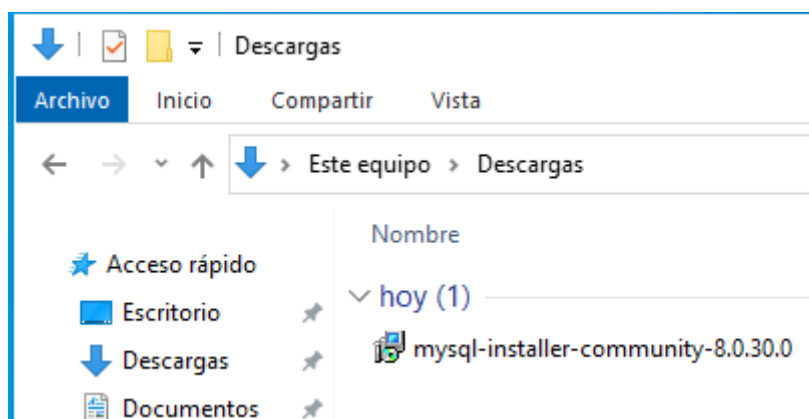 Descargas
Archivo Inicio Compartir Vista
Este equipo > Descargas
Nombre
Acceso rápido
hoy (1)
Escritorio
mysql-installer-community-8.0.30.0
Descargas
Documentos